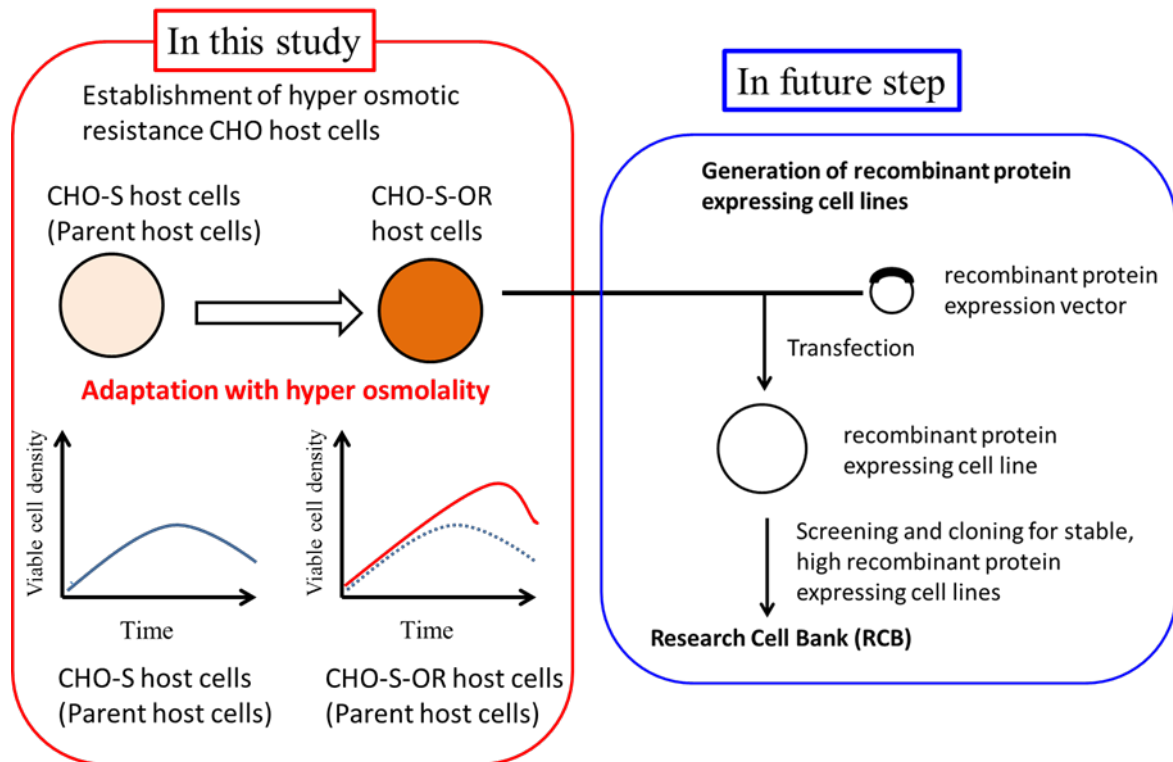 In this study
Establishment of hyper osmotic
resistance CHO host cells
CHO-S host cells
(Parent host cells)
CHO-S-OR
host cells
Adaptation with hyper osmolality
Viable cell density
Time
CHO-S host cells
(Parent host cells)
Viable cell density
Time
CHO-S-OR host cells
(Parent host cells)
In future step
Generation of recombinant protein
expressing cell lines
recombinant protein
expression vector
Transfection
recombinant protein
expressing cell line
Screening and cloning for stable,
high recombinant protein
expressing cell lines
Research Cell Bank (RCB)